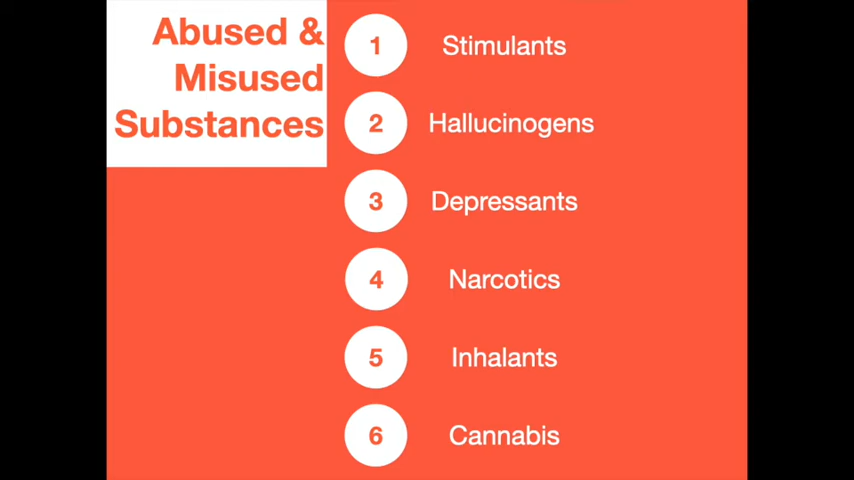 Abused &
Misused
Substances
1 Stimulants
2 Hallucinogens
3 Depressants
4 Narcotics
5 Inhalants
6 Cannabis